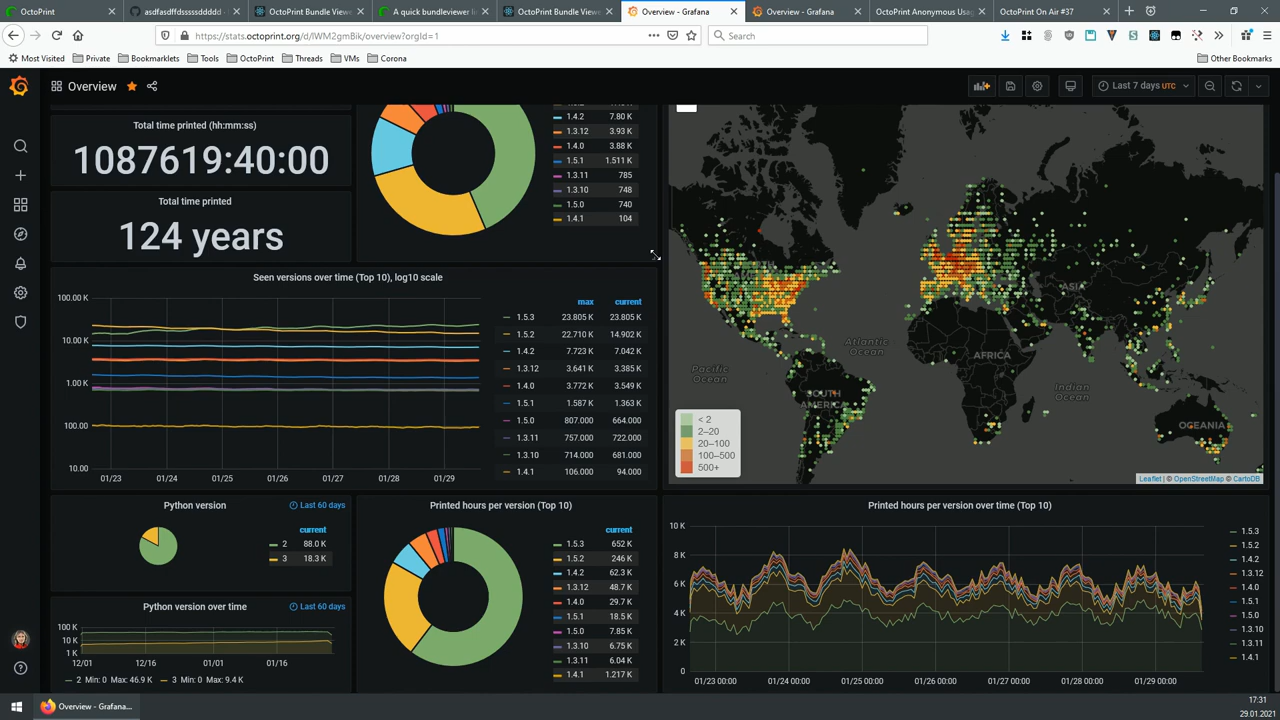 OctoPrint
asdfasdffdsssssddddd
OctoPrint Bundle Viewe
A quick bundleviewer li
OctoPrint Bundle Viewe
Overview - Grafana
Overview - Grafana
OctoPrint Anonymous Usag
OctoPrint On Air #37
https://stats.octoprint.org/d/IWM2gmBik/overview?orgId=1
Search
Most Visited
Private
Bookmarklets
Tools
OctoPrint
Threads
VMs
Corona
Other Bookmarks
Overview
Last 7 days UTC
Total time printed (hh:mm:ss)
1087619:40:00
Total time printed
124 years
1.4.2 7.80 K
1.3.12 3.93 K
1.4.0 3.88 K
1.5.1 1.511 K
1.3.11 785
1.3.10 748
1.5.0 740
1.4.1 104
Seen versions over time (Top 10), log10 scale
100.00 K
10.00 K
1.00 K
100.00
10.00
01/23 01/24 01/25 01/26 01/27 01/28 01/29
max current
1.5.3 23.805 K 23.805 K
1.5.2 22.710 K 14.902 K
1.4.2 7.723 K 7.042 K
1.3.12 3.641 K 3.385 K
1.4.0 3.772 K 3.549 K
1.5.1 1.587 K 1.363 K
1.5.0 807.000 664.000
1.3.11 757.000 722.000
1.3.10 714.000 681.000
1.4.1 106.000 94.000
ASIA
Atlantic
Ocean
AFRICA
Pacific
Ocean
Indian
Ocean
SOUTH
AMERICA
OCEANIA
< 2
2–20
20–100
100–500
500+
Leaflet | © OpenStreetMap © CartoDB
Python version
Last 60 days
current
2 88.0 K
3 18.3 K
Python version over time
Last 60 days
100 K
10 K
1 K
12/01 12/16 01/01 01/16
2 Min: 0 Max: 46.9 K 3 Min: 0 Max: 9.4 K
Printed hours per version (Top 10)
current
1.5.3 652 K
1.5.2 246 K
1.4.2 62.3 K
1.3.12 48.7 K
1.4.0 29.7 K
1.5.1 18.5 K
1.5.0 7.85 K
1.3.10 6.75 K
1.3.11 6.04 K
1.4.1 1.217 K
Printed hours per version over time (Top 10)
10 K
8 K
6 K
4 K
2 K
0
01/23 00:00 01/24 00:00 01/25 00:00 01/26 00:00 01/27 00:00 01/28 00:00 01/29 00:00
1.5.3
1.5.2
1.4.2
1.3.12
1.4.0
1.5.1
1.5.0
1.3.10
1.3.11
1.4.1
Overview - Grafana...
17:31
29.01.2021